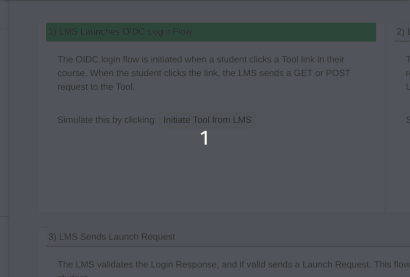 1) LMS Launches OIDC Login Flow
2)
The OIDC login flow is initiated when a student clicks a Tool link in their
course. When the student clicks the link, the LMS sends a GET or POST
request to the Tool.
Simulate this by clicking: Initiate Tool from LMS
1
3) LMS Sends Launch Request
The LMS validates the Login Response, and if valid sends a Launch Request. This flow